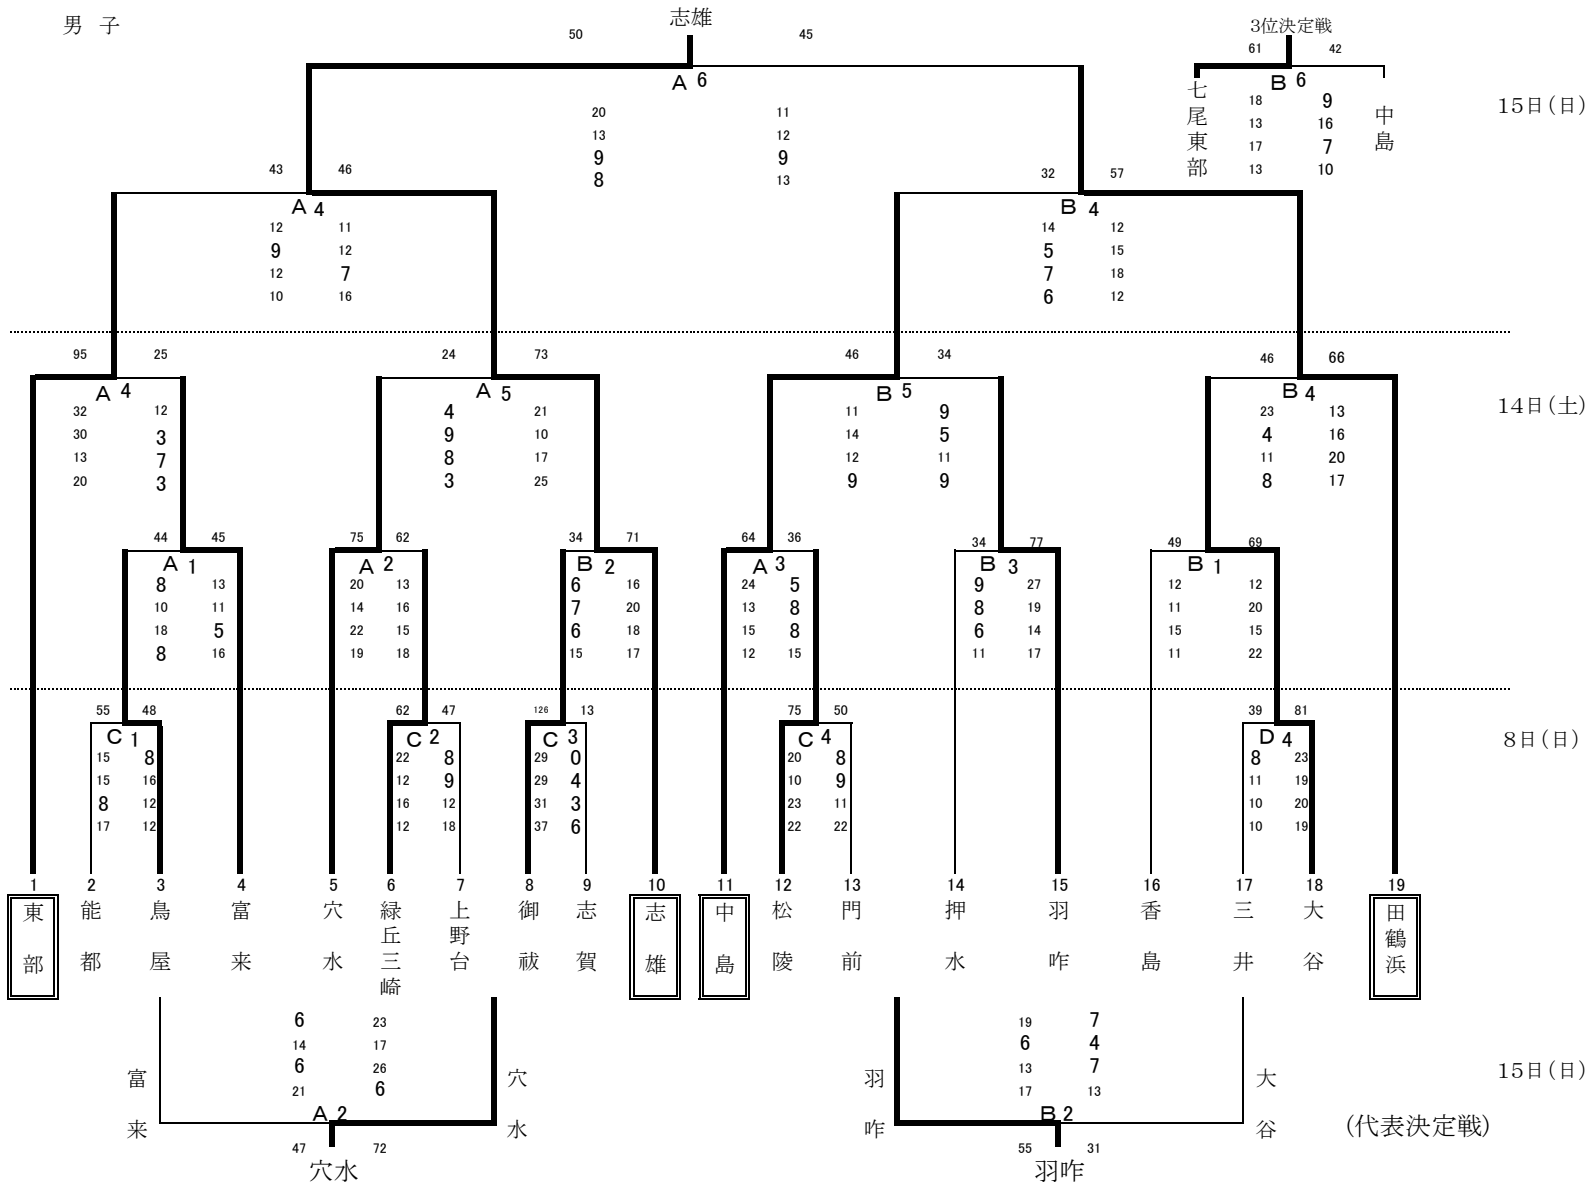 男 子
志雄
3位決定戦
50 45
61 42
A 6
B 6
七尾東部
中島
15日(日)
20 11
13 12
9 9
8 13
18 9
13 16
17 7
13 10
43 46
32 57
A 4
B 4
12 11
9 12
12 7
10 16
14 12
5 15
7 18
6 12
95 25
24 73
46 34
46 66
A 4
A 5
B 5
B 4
14日(土)
32 12
30 3
13 7
20 3
4 21
9 10
8 17
3 25
11 9
14 5
12 11
9 9
23 13
4 16
11 20
8 17
44 45
75 62
34 71
64 36
34 77
49 69
A 1
A 2
B 2
A 3
B 3
B 1
8 13
10 11
18 5
8 16
20 13
14 16
22 15
19 18
6 16
7 20
6 18
15 17
24 5
13 8
15 8
12 15
9 27
8 19
6 14
11 17
12 12
11 20
15 15
11 22
55 48
62 47
126 13
75 50
39 81
C 1
C 2
C 3
C 4
D 4
8日(日)
15 8
15 16
8 12
17 12
22 8
12 9
16 12
12 18
29 0
29 4
31 3
37 6
20 8
10 9
23 11
22 22
8 23
11 19
10 20
10 19
1 2 3 4 5 6 7 8 9 10 11 12 13 14 15 16 17 18 19
東部
能都
鳥屋
富来
穴水
緑丘三崎
上野台
御祓
志賀
志雄
中島
松陵
門前
押水
羽咋
香島
三井
大谷
田鶴浜
富来
6 23
14 17
6 26
21 6
穴水
A 2
47 72
穴水
羽咋
19 7
6 4
13 7
17 13
大谷
B 2
55 31
羽咋
15日(日)
(代表決定戦)